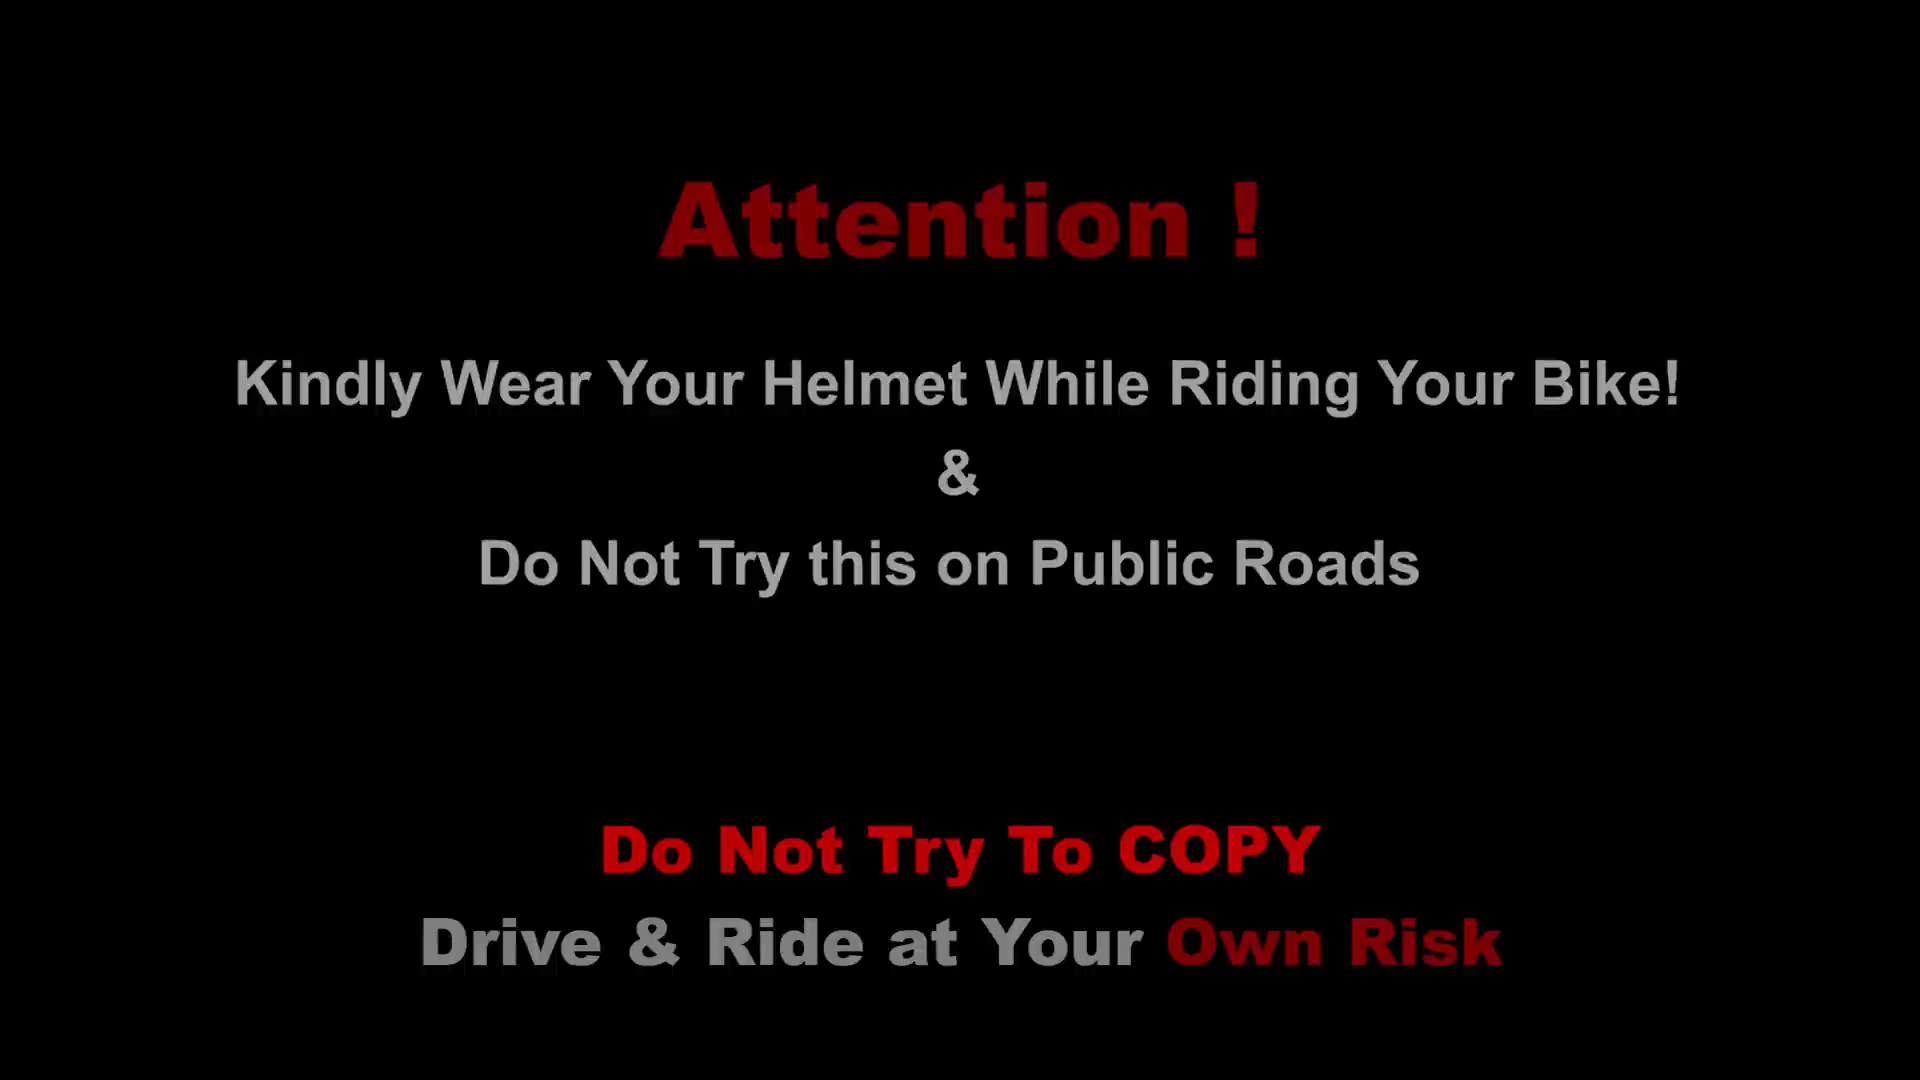 Attention !
Kindly Wear Your Helmet While Riding Your Bike!
&
Do Not Try this on Public Roads
Do Not Try To COPY
Drive & Ride at Your Own Risk